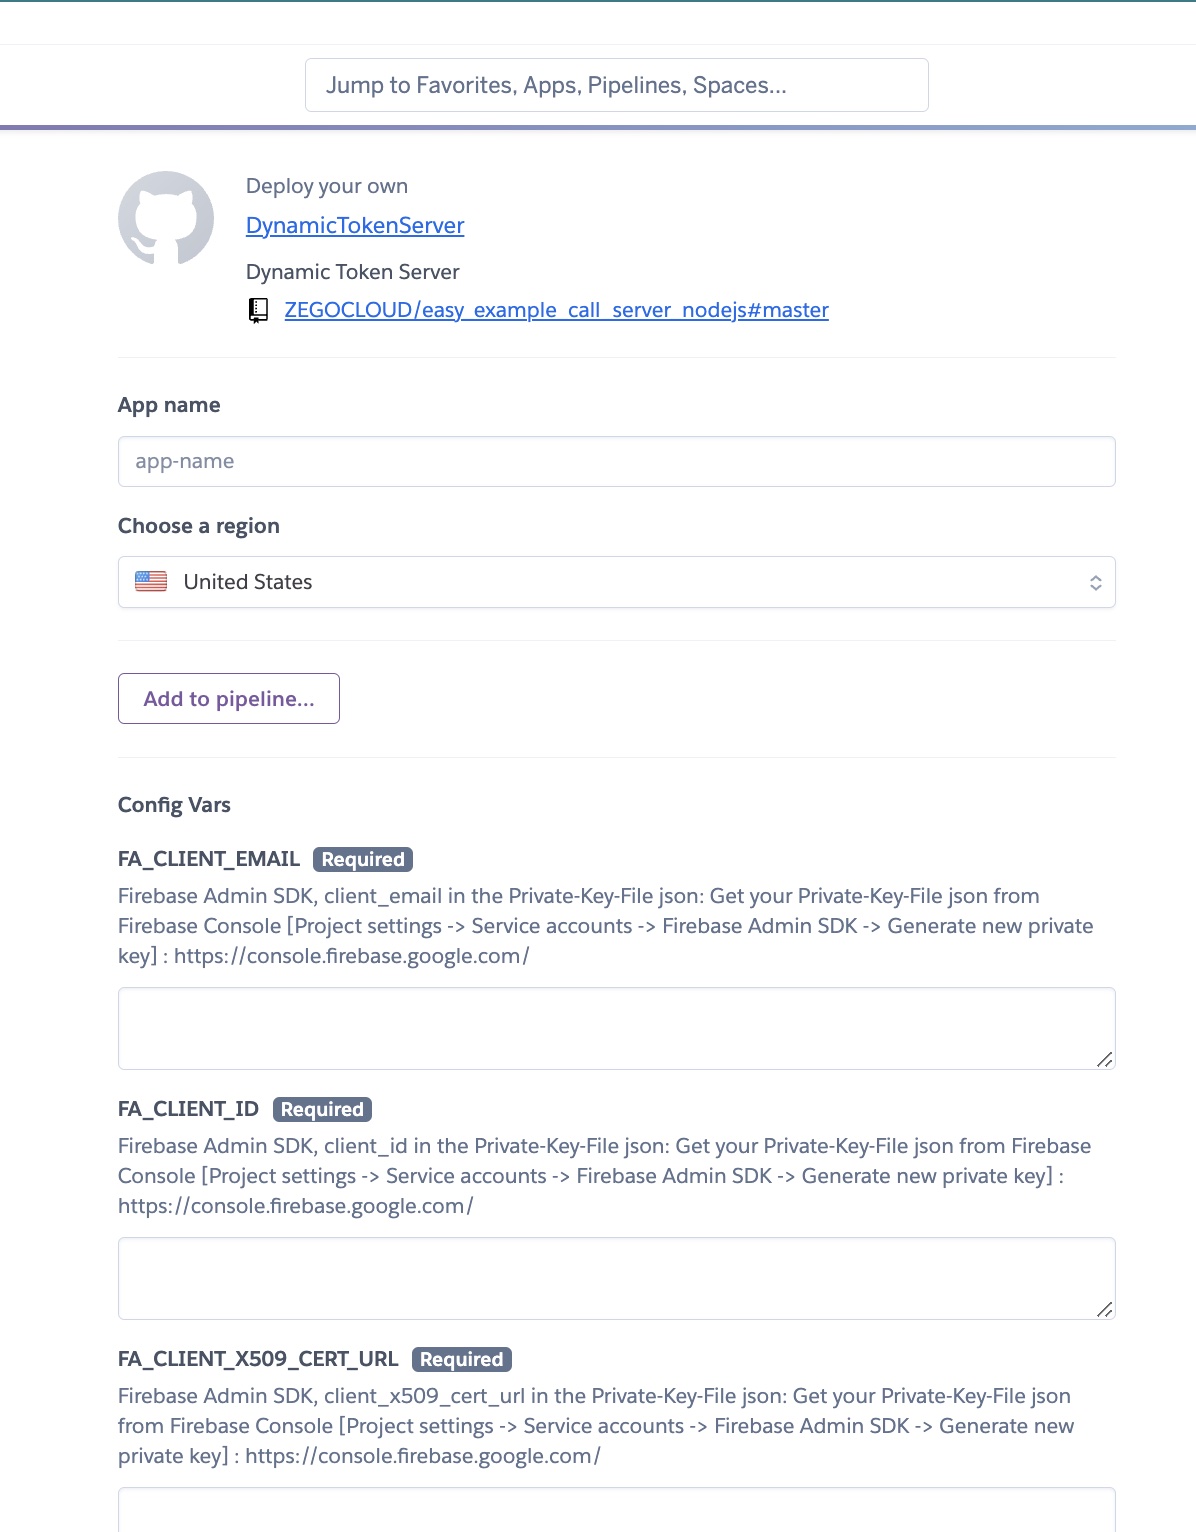 Jump to Favorites, Apps, Pipelines, Spaces...
Deploy your own
DynamicTokenServer
Dynamic Token Server
ZEGOCLOUD/easy_example_call_server_nodejs#master
App name
app-name
Choose a region
United States
Add to pipeline...
Config Vars
FA_CLIENT_EMAIL Required
Firebase Admin SDK, client_email in the Private-Key-File json: Get your Private-Key-File json from
Firebase Console [Project settings -> Service accounts -> Firebase Admin SDK -> Generate new private
key] : https://console.firebase.google.com/
FA_CLIENT_ID Required
Firebase Admin SDK, client_id in the Private-Key-File json: Get your Private-Key-File json from Firebase
Console [Project settings -> Service accounts -> Firebase Admin SDK -> Generate new private key] :
https://console.firebase.google.com/
FA_CLIENT_X509_CERT_URL Required
Firebase Admin SDK, client_x509_cert_url in the Private-Key-File json: Get your Private-Key-File json
from Firebase Console [Project settings -> Service accounts -> Firebase Admin SDK -> Generate new
private key] : https://console.firebase.google.com/